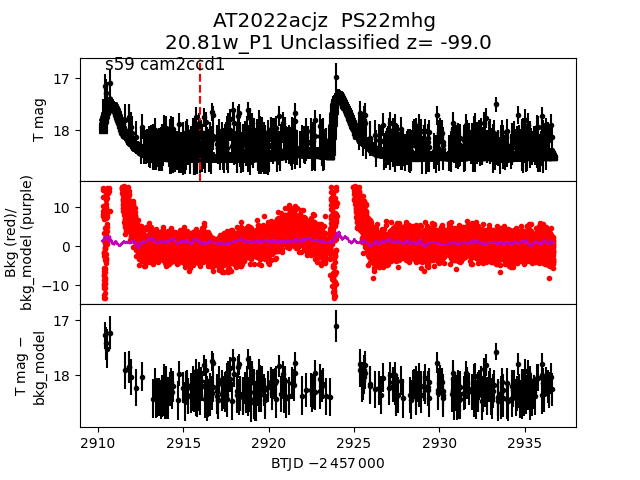 AT2022acjz  PS22mhg
20.81w_P1 Unclassified z= -99.0
s59 cam2ccd1
17
18
T mag
10
0
−10
Bkg (red)/
bkg_model (purple)
17
18
T mag −
bkg_model
2910 2915 2920 2925 2930 2935
BTJD −2 457 000